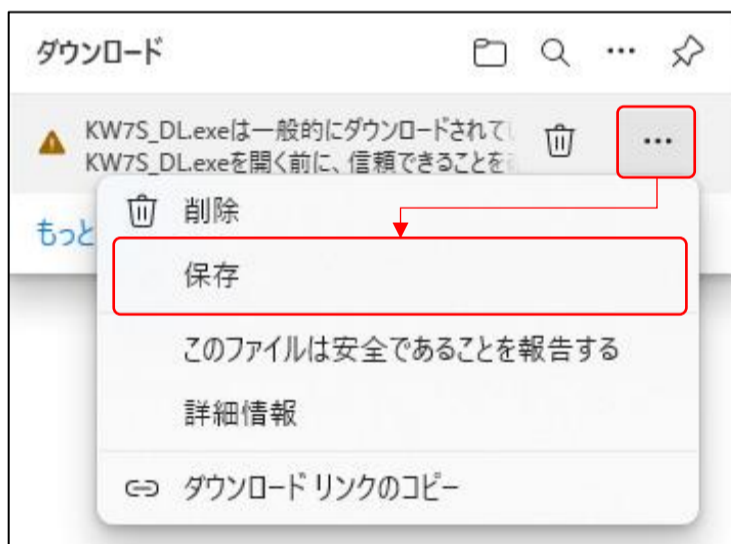 ダウンロード
KW7S_DL.exeは一般的にダウンロードされて
KW7S_DL.exeを開く前に、信頼できることを
削除
もっと
保存
このファイルは安全であることを報告する
詳細情報
ダウンロード リンクのコピー